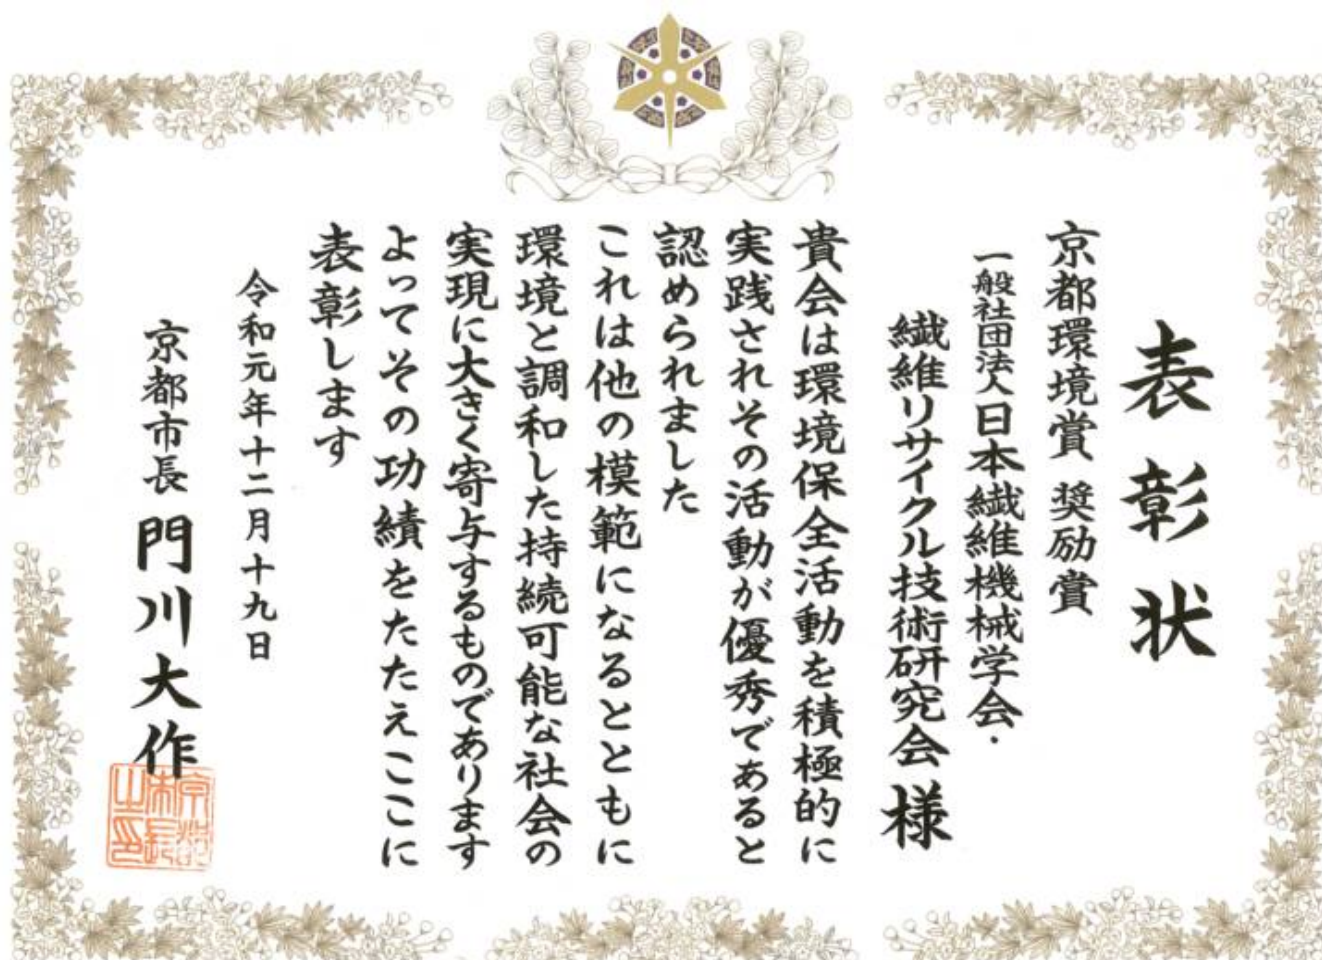 表彰状
京都環境賞 奨励賞
一般社団法人日本繊維機械学会・
繊維リサイクル技術研究会 様
貴会は環境保全活動を積極的に
実践されその活動が優秀であると
認められました
これは他の模範になるとともに
環境と調和した持続可能な社会の
実現に大きく寄与するものであります
よってその功績をたたえここに
表彰します
令和元年十二月十九日
京都市長 門川大作
京都市長之印